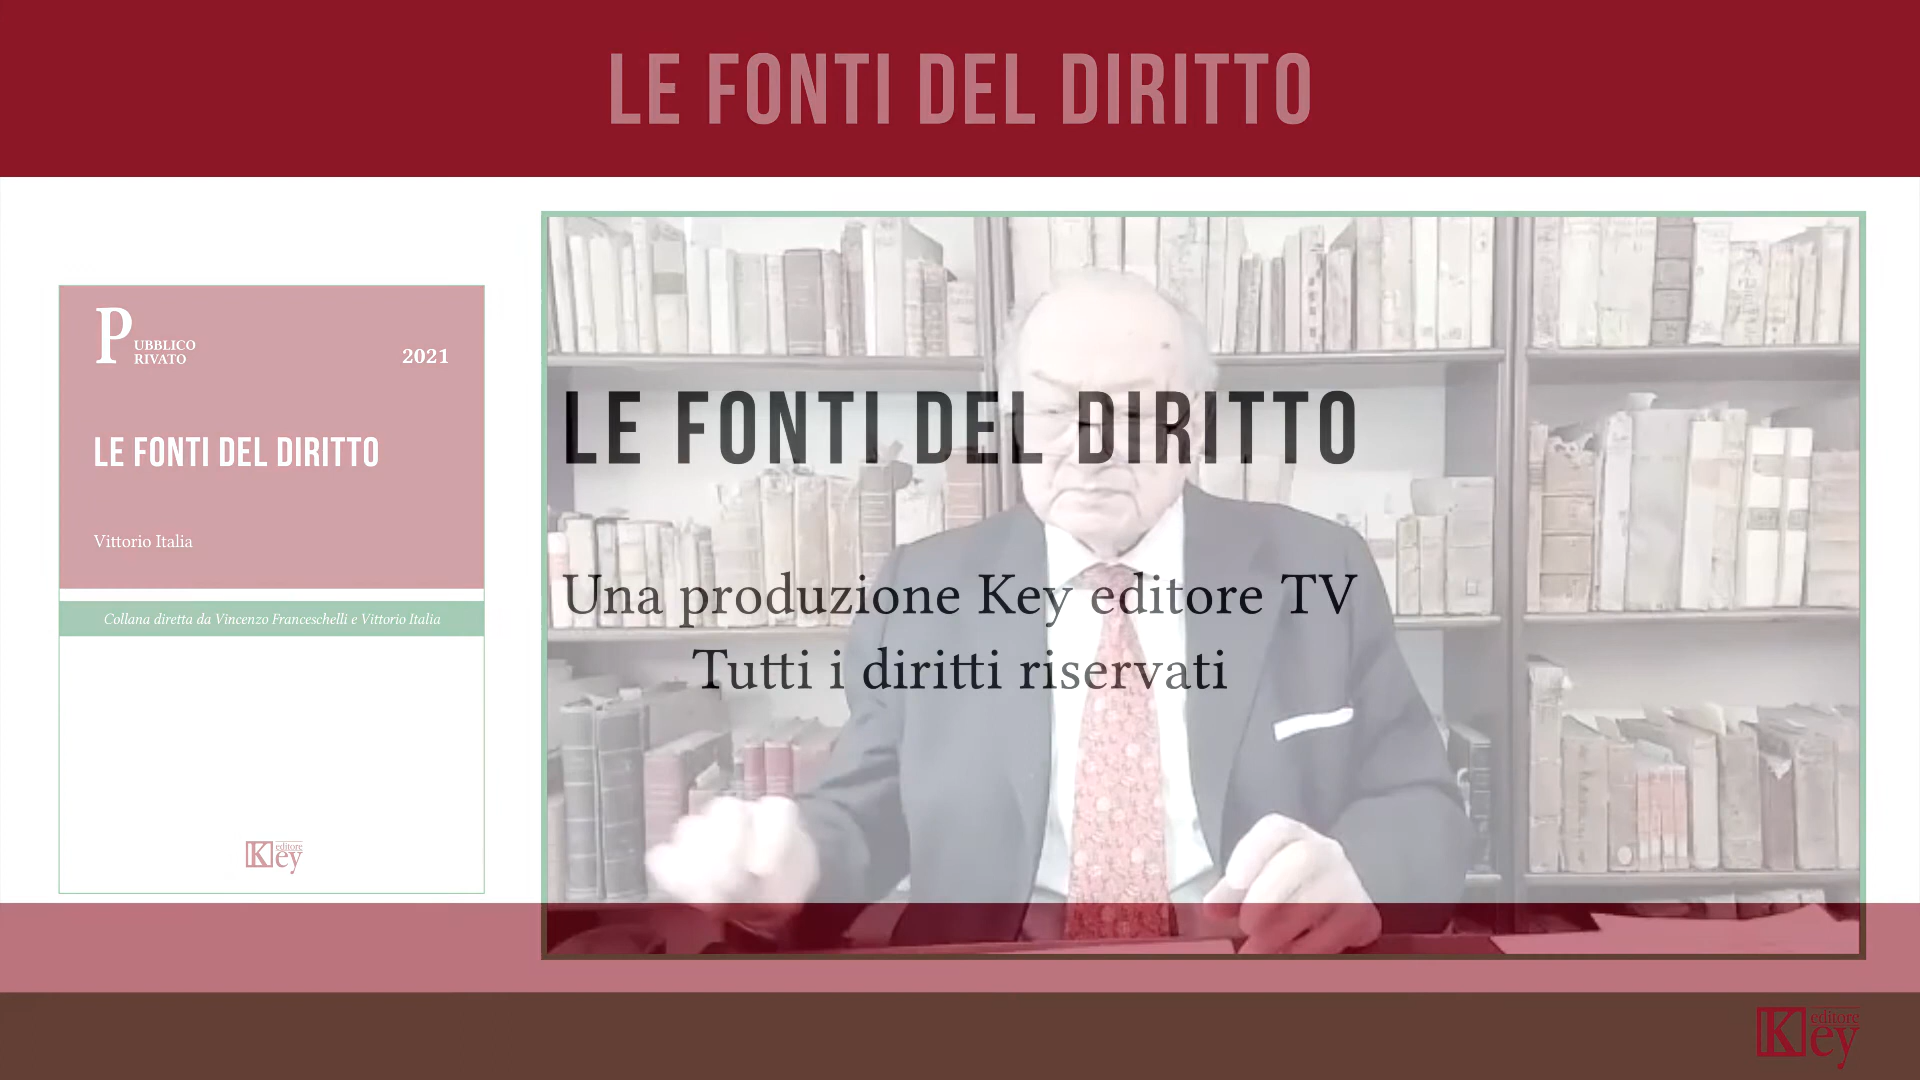 LE FONTI DEL DIRITTO
PUBBLICO
PRIVATO
2021
LE FONTI DEL DIRITTO
Vittorio Italia
Collana diretta da Vincenzo Franceschelli e Vittorio Italia
Key editore
LE FONTI DEL DIRITTO
Una produzione Key editore TV
Tutti i diritti riservati
Key editore